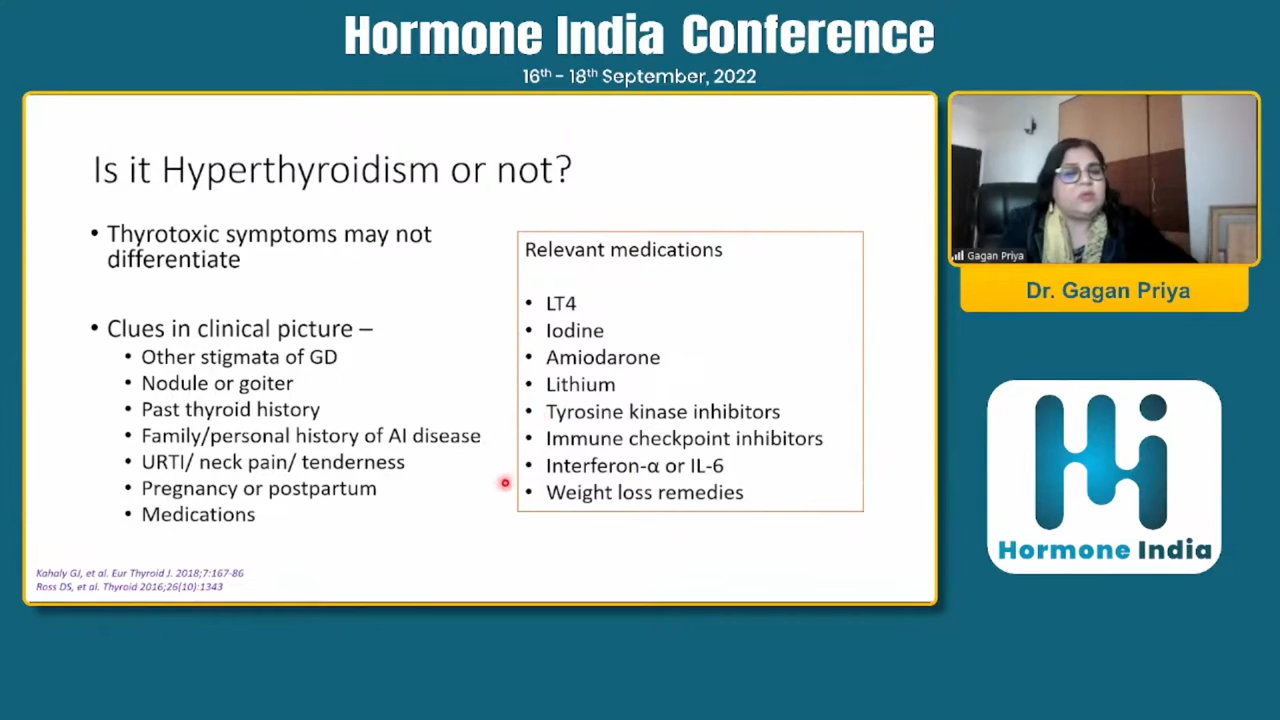 Hormone India Conference
16th - 18th September, 2022
Is it Hyperthyroidism or not?
• Thyrotoxic symptoms may not
differentiate
• Clues in clinical picture –
• Other stigmata of GD
• Nodule or goiter
• Past thyroid history
• Family/personal history of AI disease
• URTI/ neck pain/ tenderness
• Pregnancy or postpartum
• Medications
Relevant medications
• LT4
• Iodine
• Amiodarone
• Lithium
• Tyrosine kinase inhibitors
• Immune checkpoint inhibitors
• Interferon-α or IL-6
• Weight loss remedies
Kahaly GJ, et al. Eur Thyroid J. 2018;7:167-86
Ross DS, et al. Thyroid 2016;26(10):1343
Gagan Priya
Dr. Gagan Priya
Hormone India